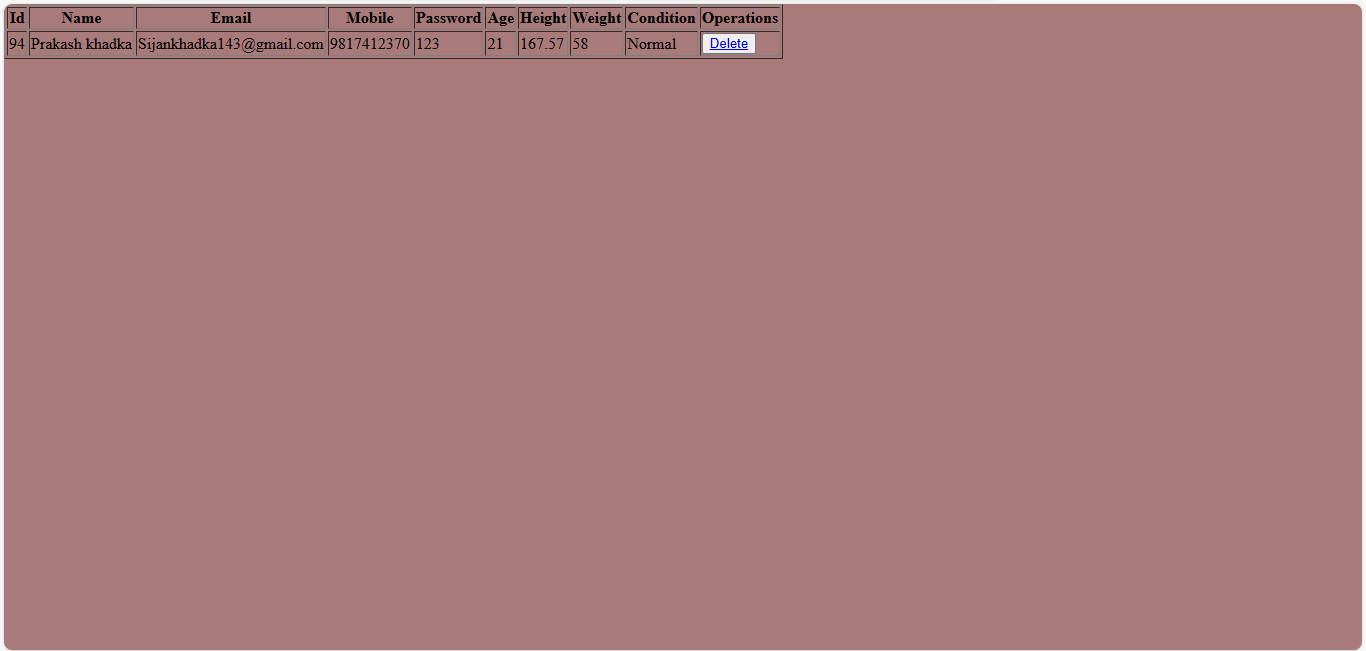 Id Name Email Mobile Password Age Height Weight Condition Operations
94 Prakash khadka Sijankhadka143@gmail.com 9817412370 123 21 167.57 58 Normal Delete